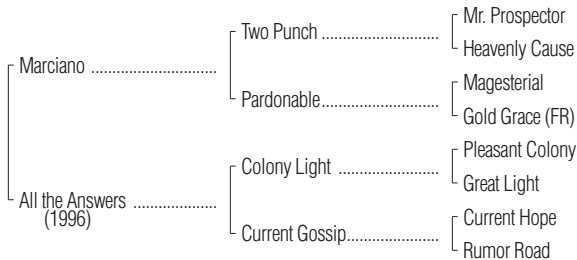 Mr. Prospector
Two Punch ...........................
Heavenly Cause
Marciano .............................
Magesterial
Pardonable...........................
Gold Grace (FR)
Pleasant Colony
Colony Light ........................
Great Light
All the Answers ...................
(1996)
Current Hope
Current Gossip.....................
Rumor Road